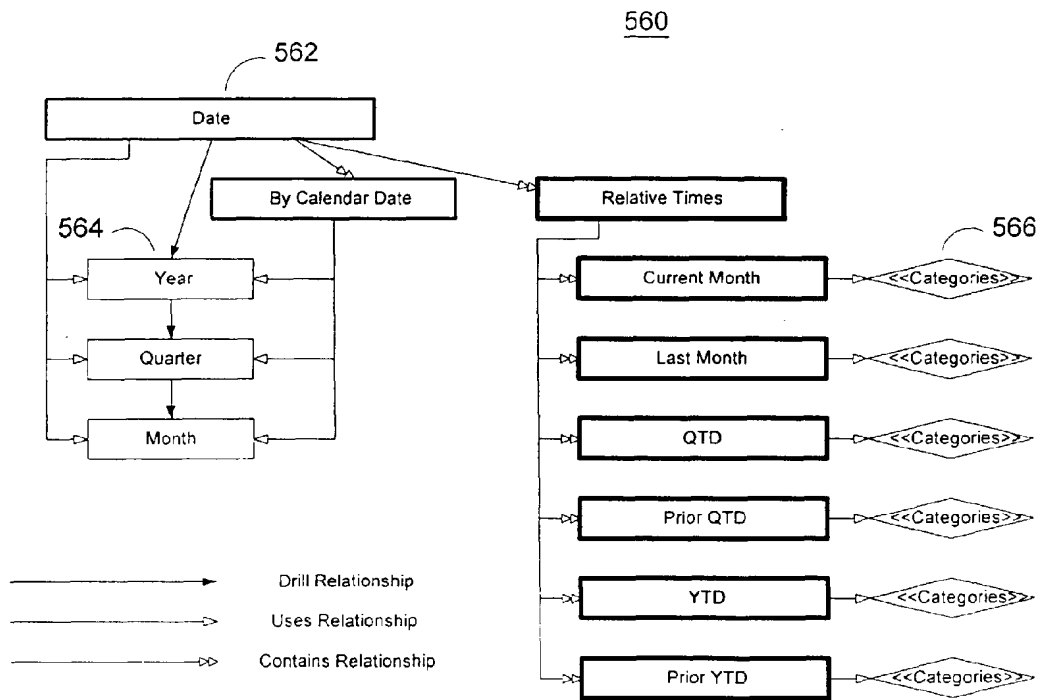 560
562
Date
By Calendar Date
Relative Times
564
566
Year
Current Month
<<Categories>>
Quarter
Last Month
<<Categories>>
Month
QTD
<<Categories>>
Prior QTD
<<Categories>>
Drill Relationship
YTD
<<Categories>>
Uses Relationship
Contains Relationship
Prior YTD
<<Categories>>